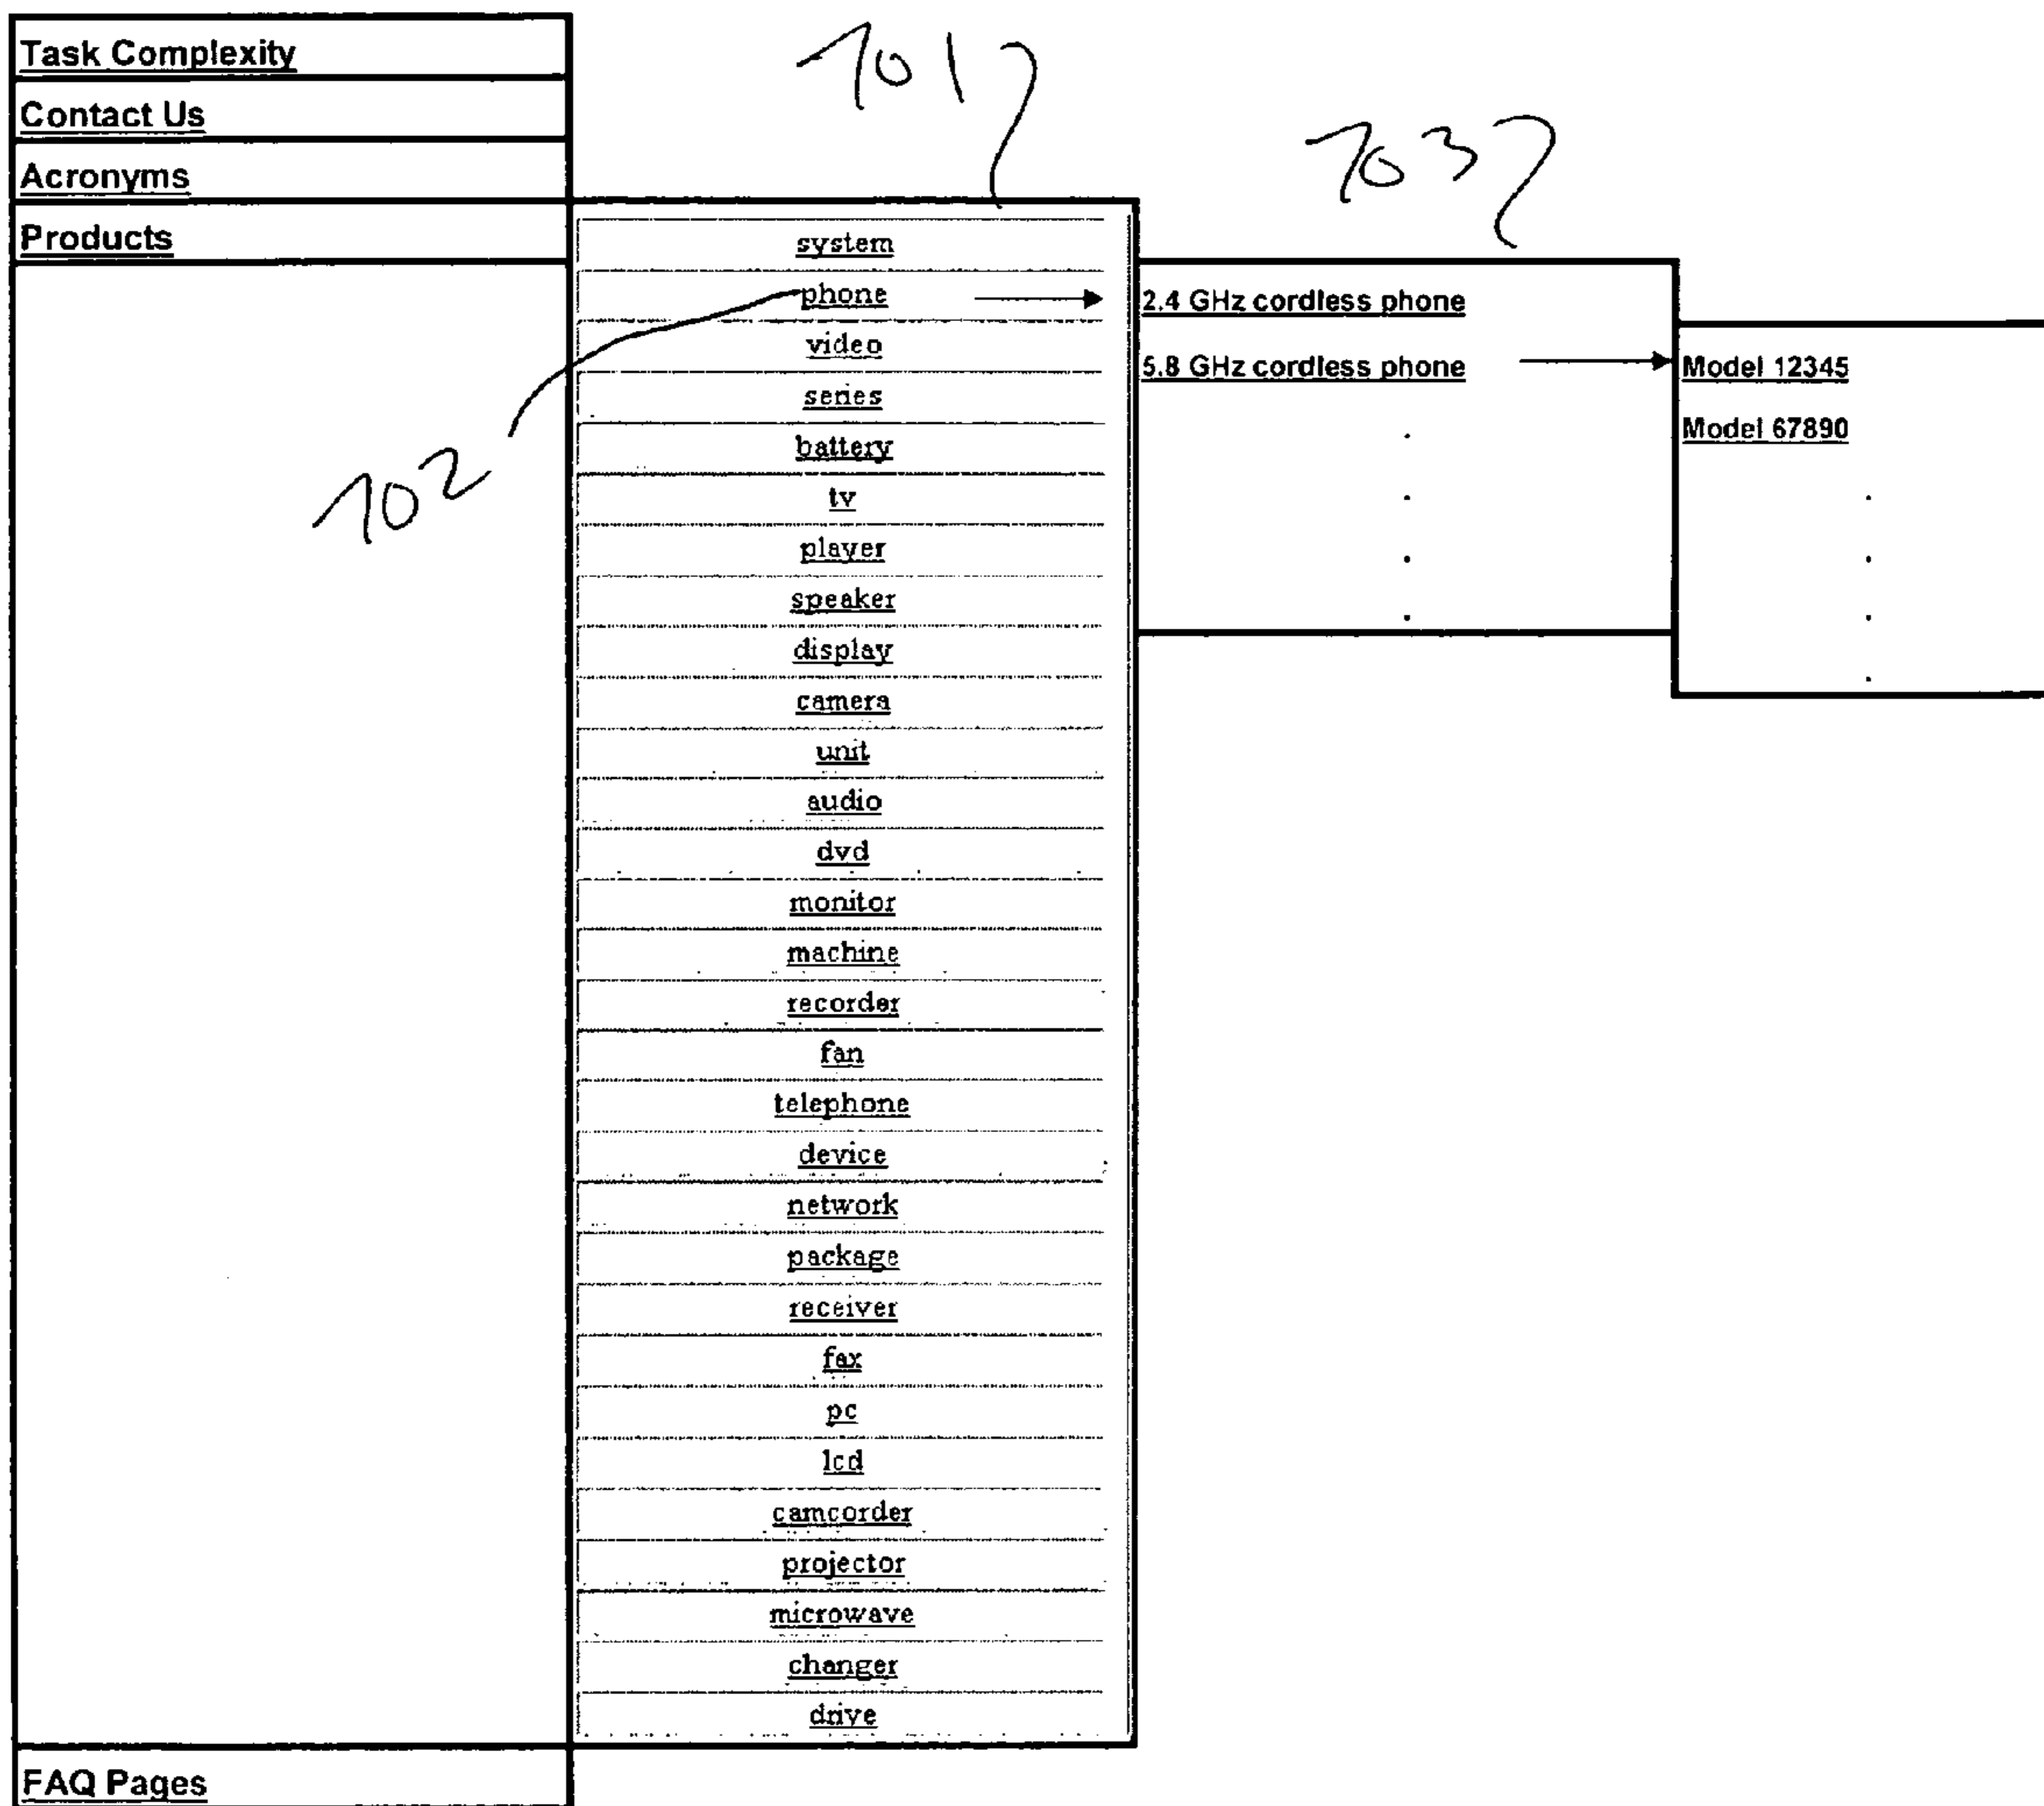 Task Complexity
Contact Us
Acronyms
Products
701
703
702
system
phone
video
series
battery
tv
player
speaker
display
camera
unit
audio
dvd
monitor
machine
recorder
fan
telephone
device
network
package
receiver
fax
pc
lcd
camcorder
projector
microwave
changer
drive
2.4 GHz cordless phone
5.8 GHz cordless phone
.
.
.
.
Model 12345
Model 67890
.
.
.
.
FAQ Pages